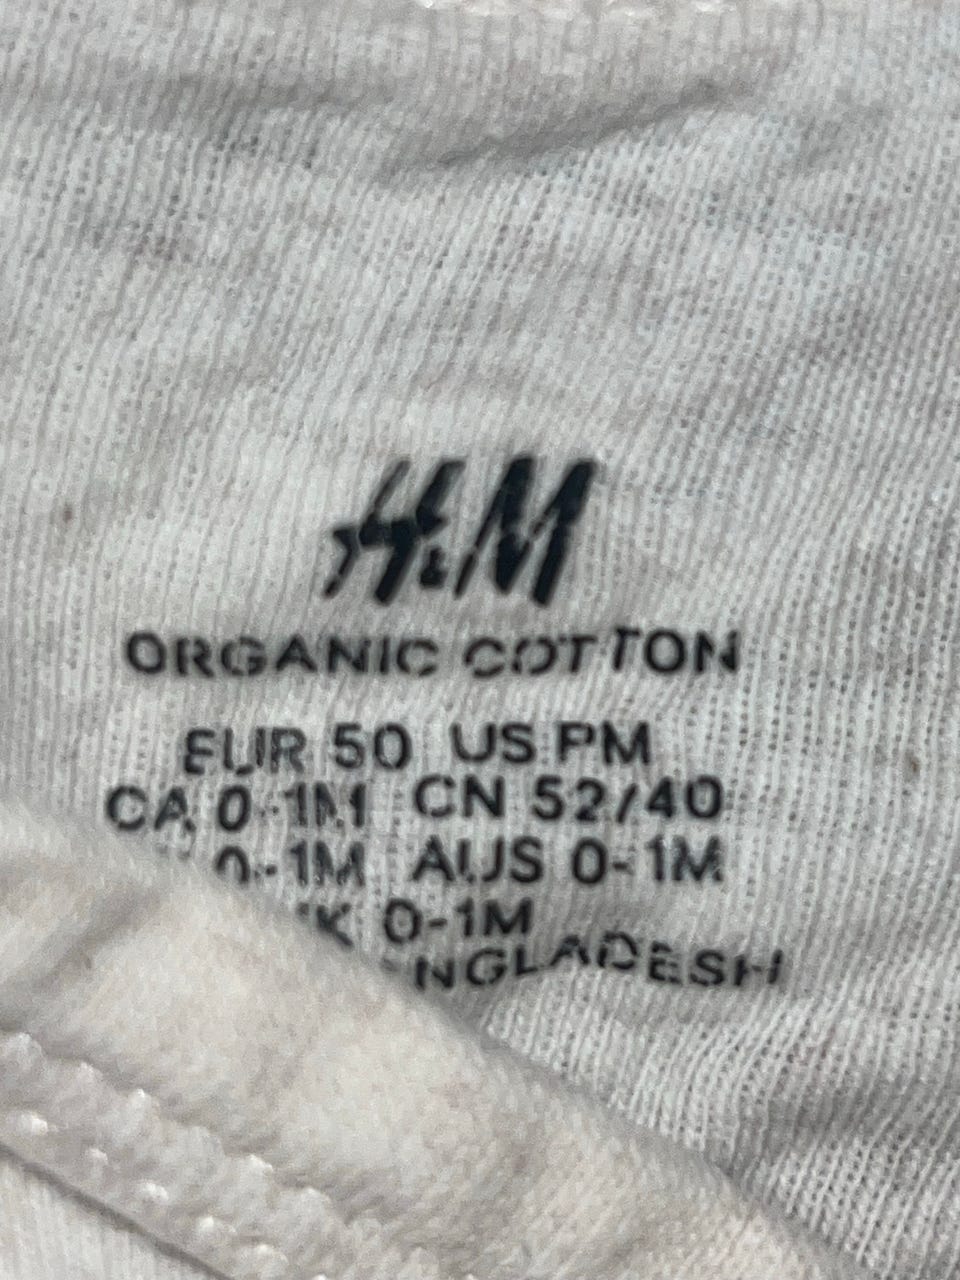 H&M
ORGANIC COTTON
EUR 50 US PM
CA 0-1M CN 52/40
0-1M AUS 0-1M
0-1M